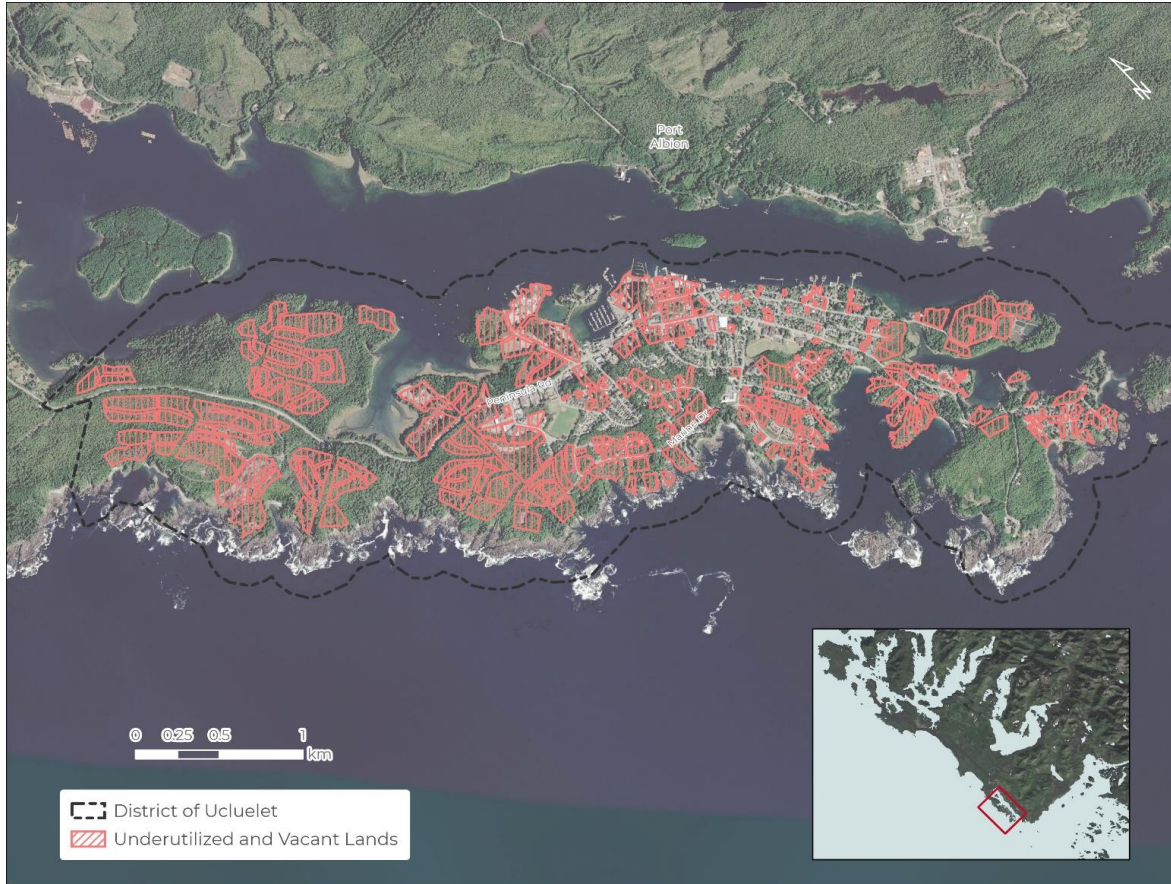 N
Port
Albion
Peninsula Rd
Marine Dr
0 0.25 0.5 1
km
District of Ucluelet
Underutilized and Vacant Lands